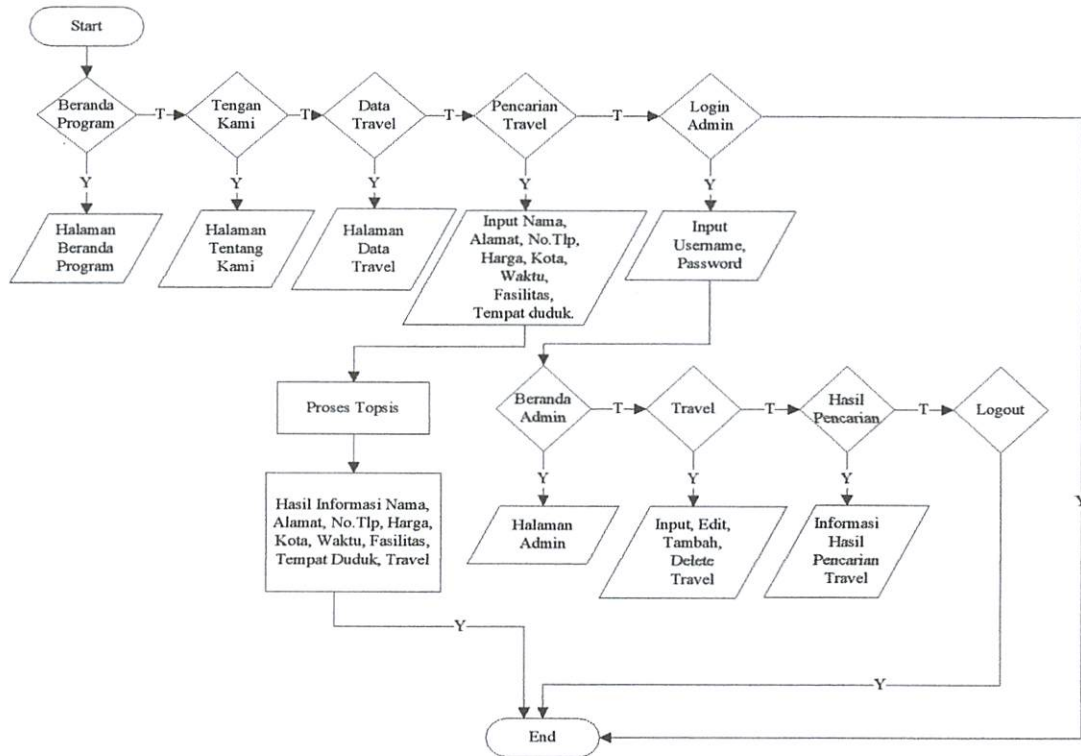 Start
Beranda
Program
T
Tengan
Kami
T
Data
Travel
T
Pencarian
Travel
T
Login
Admin
Y
Y
Y
Y
Y
Halaman
Beranda
Program
Halaman
Tentang
Kami
Halaman
Data
Travel
Input Nama,
Alamat, No.Tlp,
Harga, Kota,
Waktu,
Fasilitas,
Tempat duduk.
Input
Username,
Password
Proses Topsis
Beranda
Admin
T
Travel
T
Hasil
Pencarian
T
Logout
Y
Y
Y
Y
Hasil Informasi Nama,
Alamat, No.Tlp, Harga,
Kota, Waktu, Fasilitas,
Tempat Duduk, Travel
Halaman
Admin
Input, Edit,
Tambah,
Delete
Travel
Informasi
Hasil
Pencarian
Travel
Y
Y
End